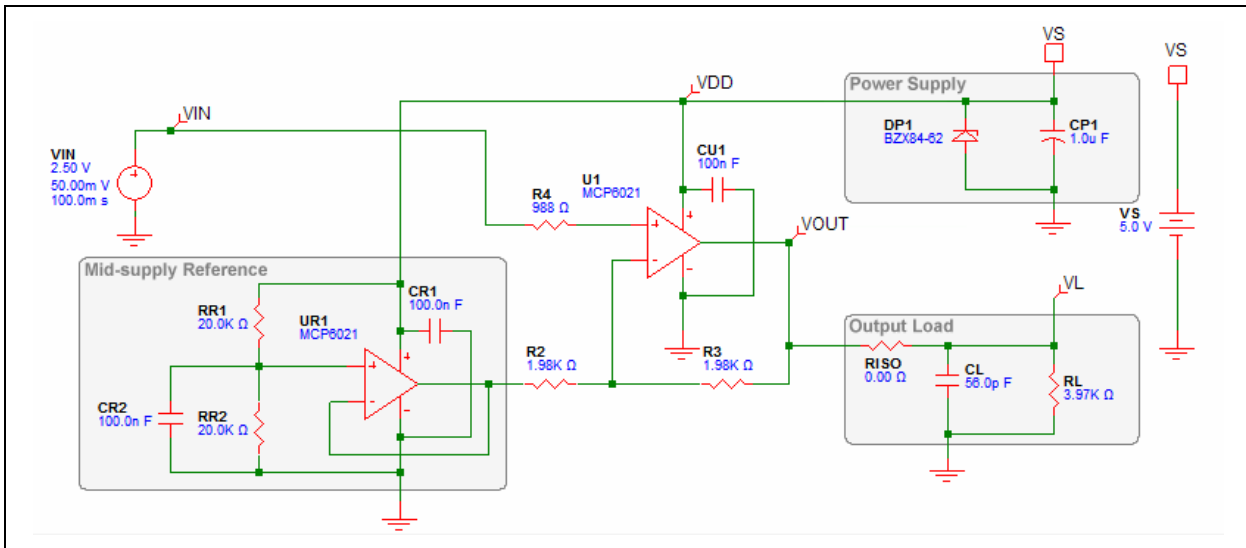 VS
VS
VDD
Power Supply
VIN
DP1
BZX84-62
CP1
1.0u F
VIN
2.50 V
50.00m V
100.0m s
CU1
100n F
U1
MCP6021
R4
988 Ω
VOUT
VS
5.0 V
Mid-supply Reference
CR1
100.0n F
VL
RR1
20.0K Ω
UR1
MCP6021
Output Load
R2
1.98K Ω
R3
1.98K Ω
RISO
0.00 Ω
CL
56.0p F
RL
3.97K Ω
CR2
100.0n F
RR2
20.0K Ω